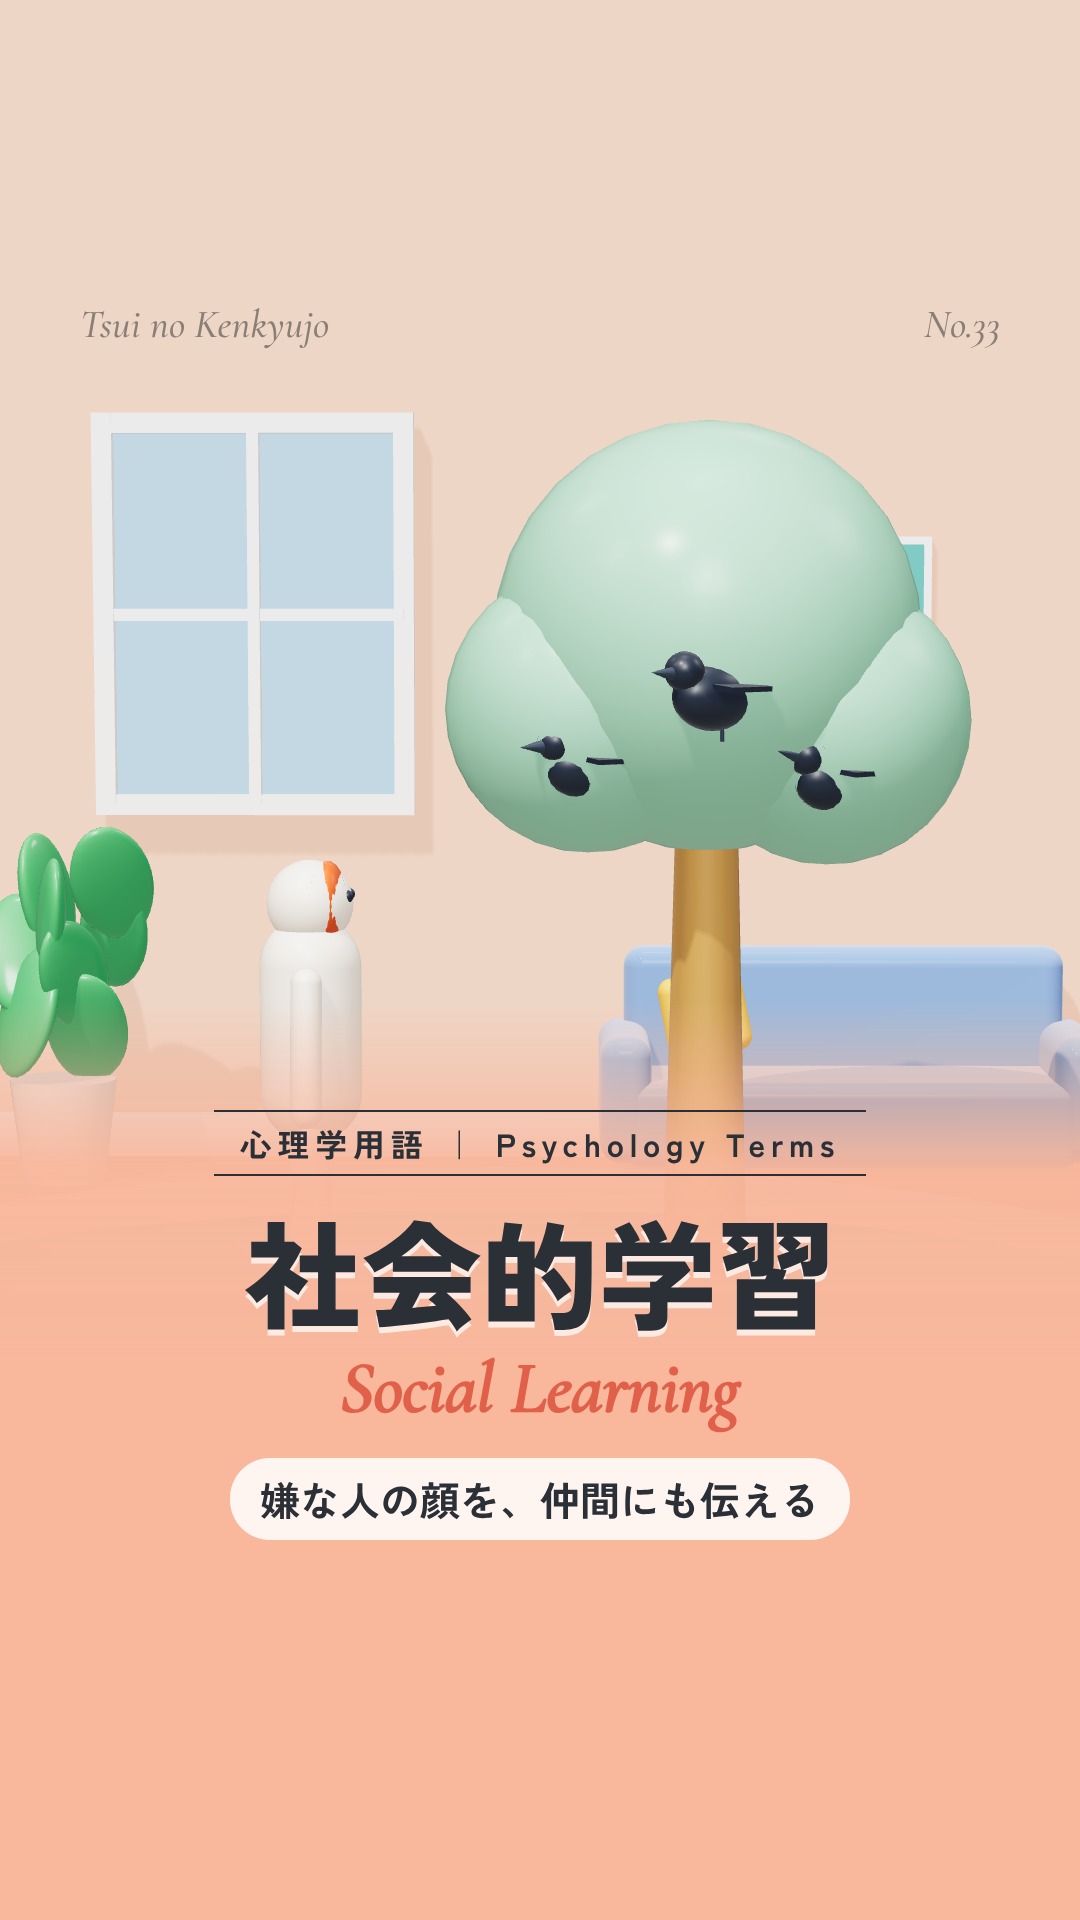 Tsui no Kenkyujo
No.33
心理学用語 | Psychology Terms
社会的学習
Social Learning
嫌な人の顔を、仲間にも伝える